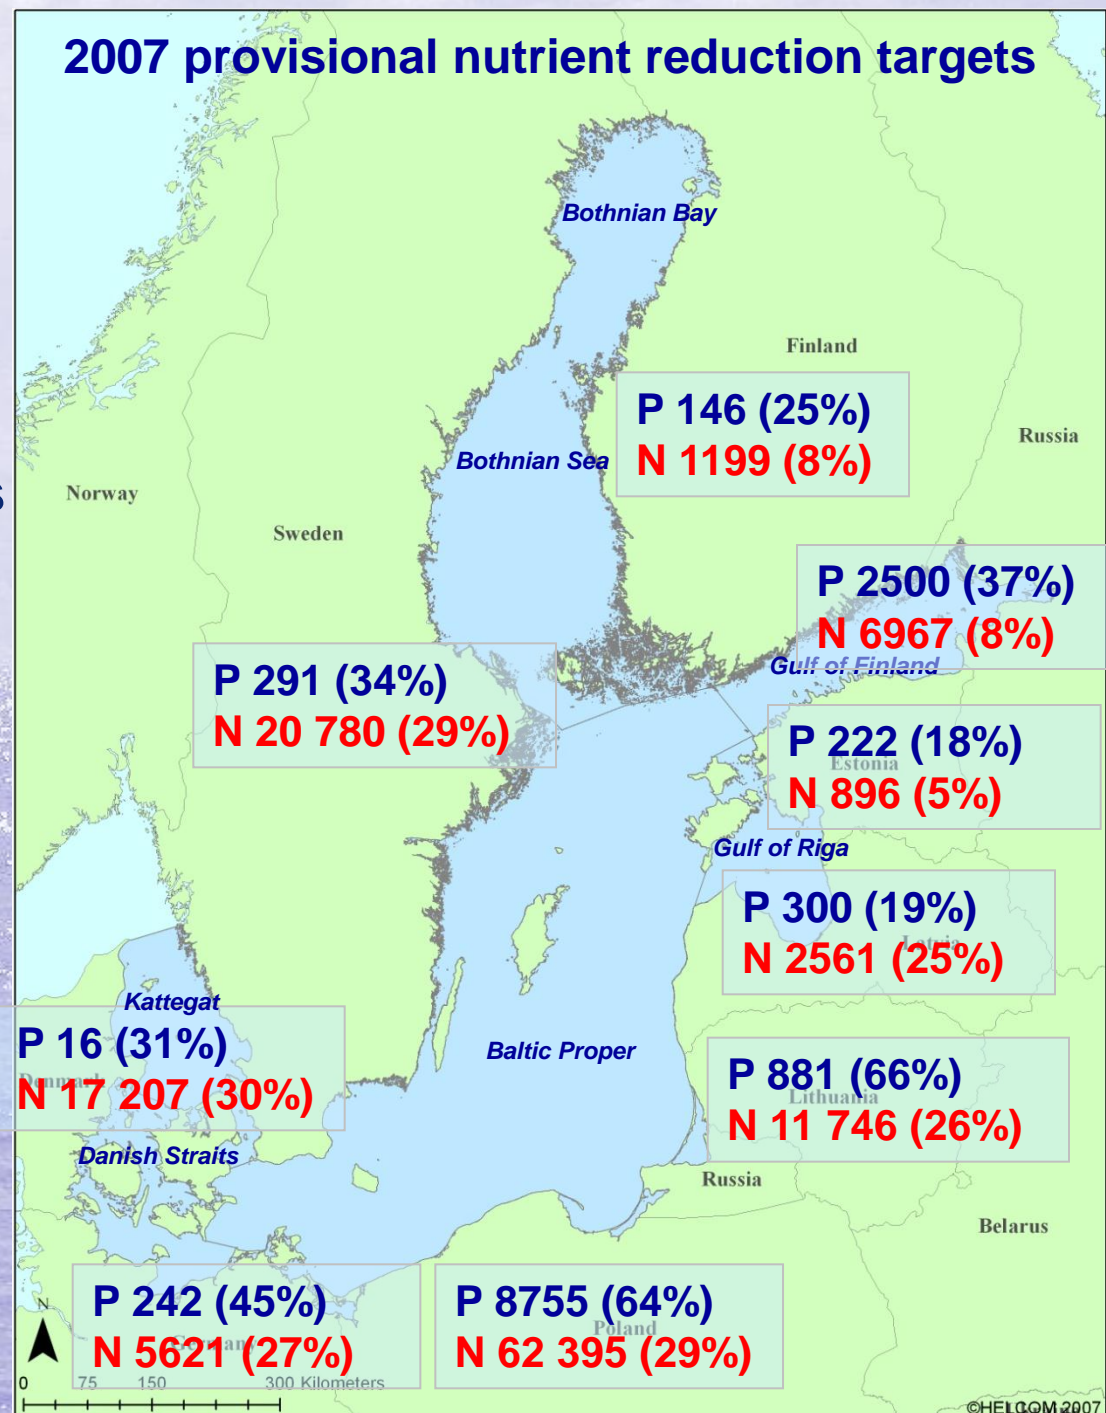 2007 provisional nutrient reduction targets
Bothnian Bay
Finland
P 146 (25%)
N 1199 (8%)
Russia
Bothnian Sea
Norway
s
Sweden
P 2500 (37%)
N 6967 (8%)
Gulf of Finland
P 291 (34%)
N 20 780 (29%)
P 222 (18%)
Estonia
N 896 (5%)
Gulf of Riga
P 300 (19%)
Latvia
N 2561 (25%)
Kattegat
P 16 (31%)
Denmark
N 17 207 (30%)
Baltic Proper
P 881 (66%)
Lithuania
N 11 746 (26%)
Danish Straits
Russia
Belarus
P 242 (45%)
Germany
N 5621 (27%)
P 8755 (64%)
Poland
N 62 395 (29%)
N
0 75 150 300 Kilometers
©HELCOM 2007